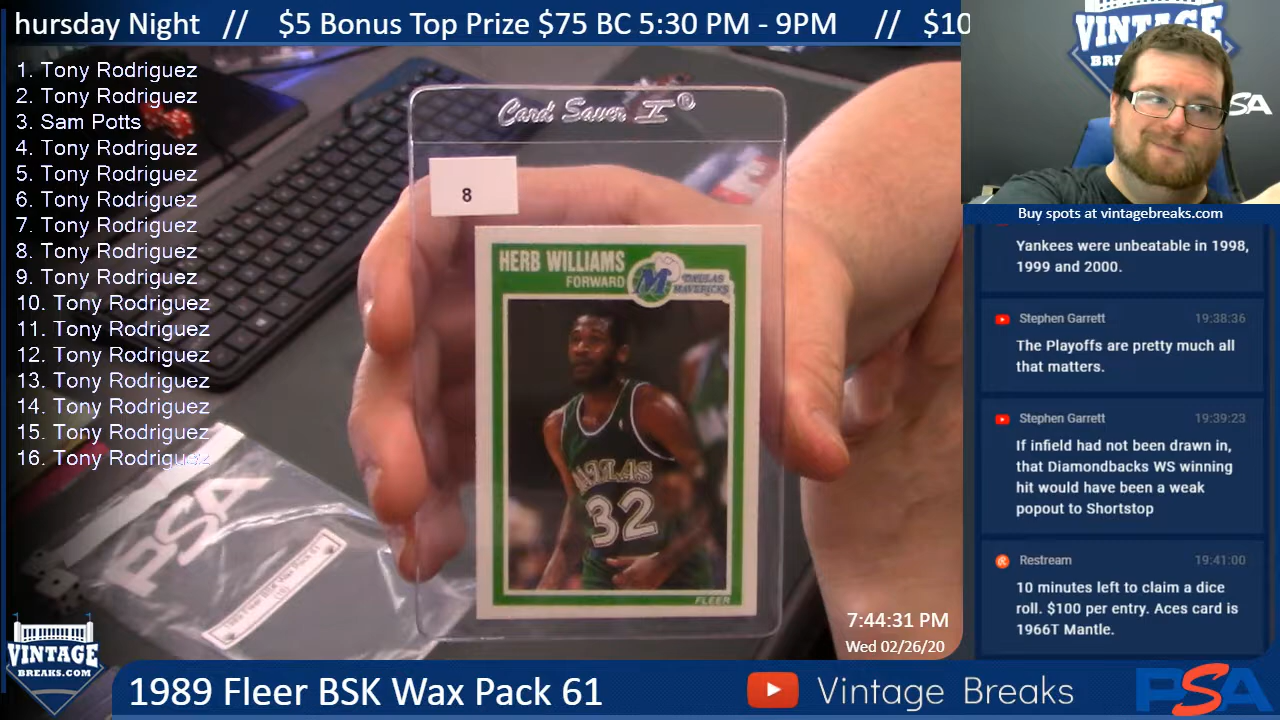 hursday Night // $5 Bonus Top Prize $75 BC 5:30 PM - 9PM // $10
1. Tony Rodriguez
2. Tony Rodriguez
3. Sam Potts
4. Tony Rodriguez
5. Tony Rodriguez
6. Tony Rodriguez
7. Tony Rodriguez
8. Tony Rodriguez
9. Tony Rodriguez
10. Tony Rodriguez
11. Tony Rodriguez
12. Tony Rodriguez
13. Tony Rodriguez
14. Tony Rodriguez
15. Tony Rodriguez
16. Tony Rodriguez
Card Saver I®
8
HERB WILLIAMS
FORWARD
M
DALLAS
MAVERICKS
32
FLEER
PSA
1989 Fleer BSK Wax Pack 61
VINTAGE
SA
Buy spots at vintagebreaks.com
Yankees were unbeatable in 1998,
1999 and 2000.
Stephen Garrett 19:38:36
The Playoffs are pretty much all
that matters.
Stephen Garrett 19:39:23
If infield had not been drawn in,
that Diamondbacks WS winning
hit would have been a weak
popout to Shortstop
Restream 19:41:00
10 minutes left to claim a dice
roll. $100 per entry. Aces card is
1966T Mantle.
7:44:31 PM
Wed 02/26/20
VINTAGE
BREAKS.COM
1989 Fleer BSK Wax Pack 61
Vintage Breaks
PSA